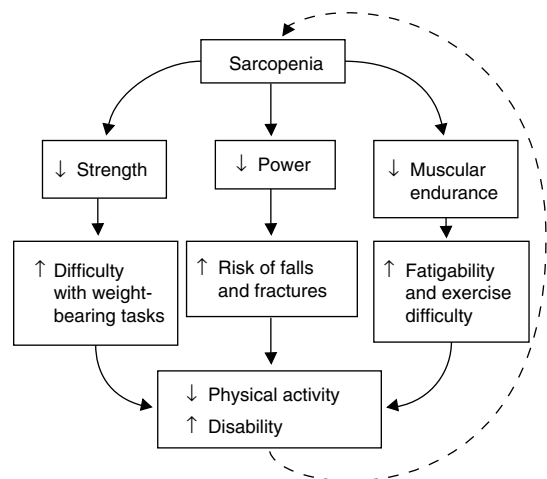 Sarcopenia
↓ Strength
↓ Power
↓ Muscular
endurance
↑ Difficulty
with weight-
bearing tasks
↑ Risk of falls
and fractures
↑ Fatigability
and exercise
difficulty
↓ Physical activity
↑ Disability